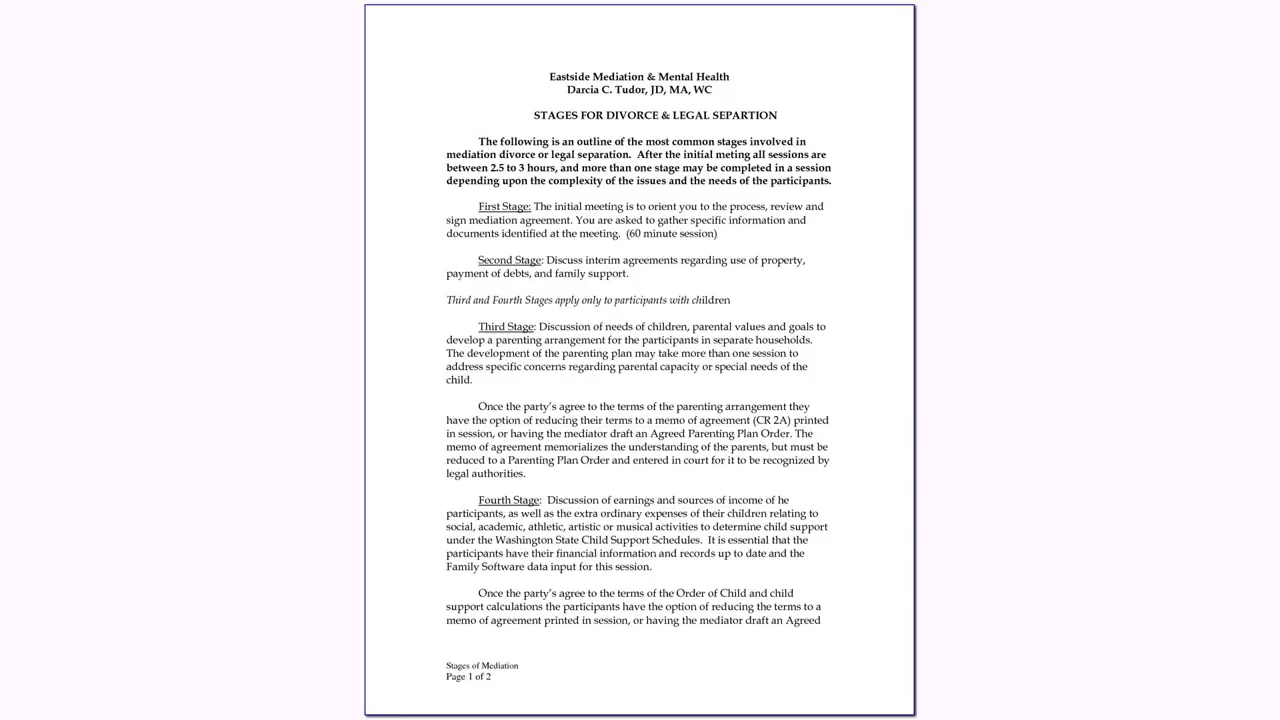 Eastside Mediation & Mental Health
Darcia C. Tudor, JD, MA, WC
STAGES FOR DIVORCE & LEGAL SEPARTION
The following is an outline of the most common stages involved in
mediation divorce or legal separation. After the initial meting all sessions are
between 2.5 to 3 hours, and more than one stage may be completed in a session
depending upon the complexity of the issues and the needs of the participants.
First Stage: The initial meeting is to orient you to the process, review and
sign mediation agreement. You are asked to gather specific information and
documents identified at the meeting. (60 minute session)
Second Stage: Discuss interim agreements regarding use of property,
payment of debts, and family support.
Third and Fourth Stages apply only to participants with children
Third Stage: Discussion of needs of children, parental values and goals to
develop a parenting arrangement for the participants in separate households.
The development of the parenting plan may take more than one session to
address specific concerns regarding parental capacity or special needs of the
child.
Once the party's agree to the terms of the parenting arrangement they
have the option of reducing their terms to a memo of agreement (CR 2A) printed
in session, or having the mediator draft an Agreed Parenting Plan Order. The
memo of agreement memorializes the understanding of the parents, but must be
reduced to a Parenting Plan Order and entered in court for it to be recognized by
legal authorities.
Fourth Stage: Discussion of earnings and sources of income of he
participants, as well as the extra ordinary expenses of their children relating to
social, academic, athletic, artistic or musical activities to determine child support
under the Washington State Child Support Schedules. It is essential that the
participants have their financial information and records up to date and the
Family Software data input for this session.
Once the party's agree to the terms of the Order of Child and child
support calculations the participants have the option of reducing the terms to a
memo of agreement printed in session, or having the mediator draft an Agreed
Stages of Mediation
Page 1 of 2